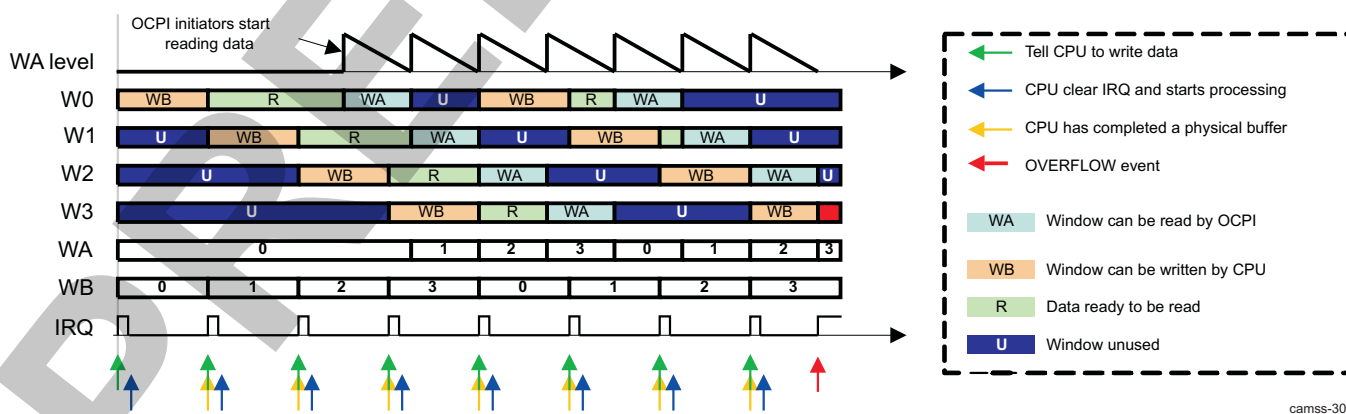 OCPI initiators start
reading data
WA level
W0 WB R WA U WB R WA U
W1 U WB R WA U WB WA U
W2 U WB R WA U WB WA U
W3 U WB R WA U WB
WA 0 1 2 3 0 1 2 3
WB 0 1 2 3 0 1 2 3
IRQ
Tell CPU to write data
CPU clear IRQ and starts processing
CPU has completed a physical buffer
OVERFLOW event
WA Window can be read by OCPI
WB Window can be written by CPU
R Data ready to be read
U Window unused
camss-30